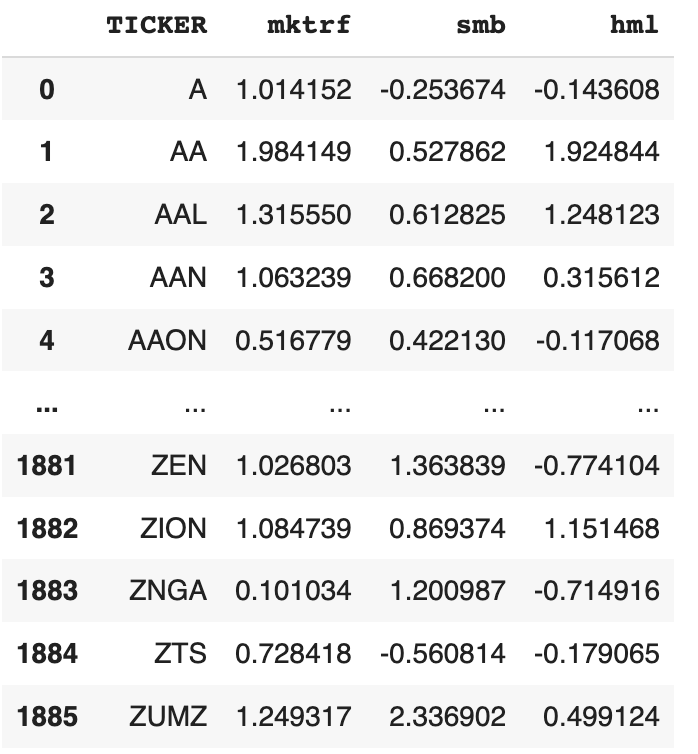 TICKER mktrf smb hml
0 A 1.014152 -0.253674 -0.143608
1 AA 1.984149 0.527862 1.924844
2 AAL 1.315550 0.612825 1.248123
3 AAN 1.063239 0.668200 0.315612
4 AAON 0.516779 0.422130 -0.117068
... ... ... ... ...
1881 ZEN 1.026803 1.363839 -0.774104
1882 ZION 1.084739 0.869374 1.151468
1883 ZNGA 0.101034 1.200987 -0.714916
1884 ZTS 0.728418 -0.560814 -0.179065
1885 ZUMZ 1.249317 2.336902 0.499124